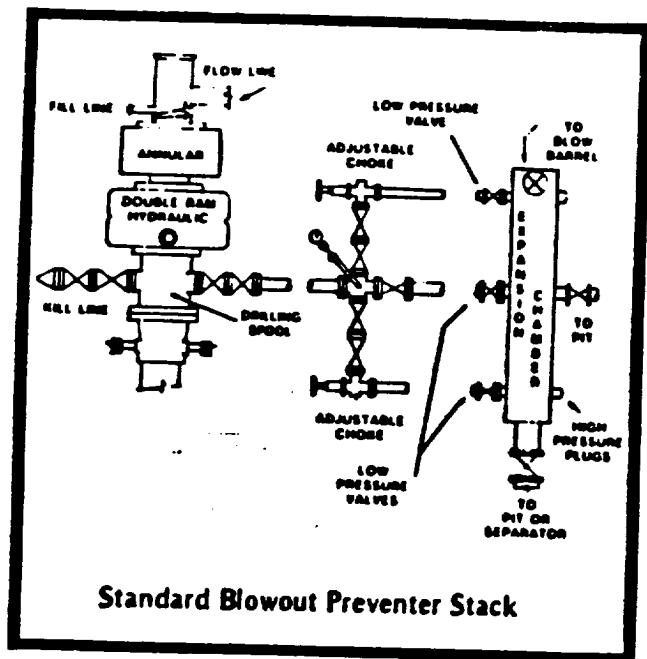 FLOW LINE
FILL LINE
ANNULAR
DOUBLE RAM
HYDRAULIC
KILL LINE
DRILLING
SPOOL
ADJUSTABLE
CHOKE
ADJUSTABLE
CHOKE
LOW PRESSURE
VALVE
LOW
PRESSURE
VALVES
TO
BLOW
BARREL
EXPANSION
CHAMBER
TO
PIT
HIGH
PRESSURE
PLUGS
TO
PIT OR
SEPARATOR
Standard Blowout Preventer Stack